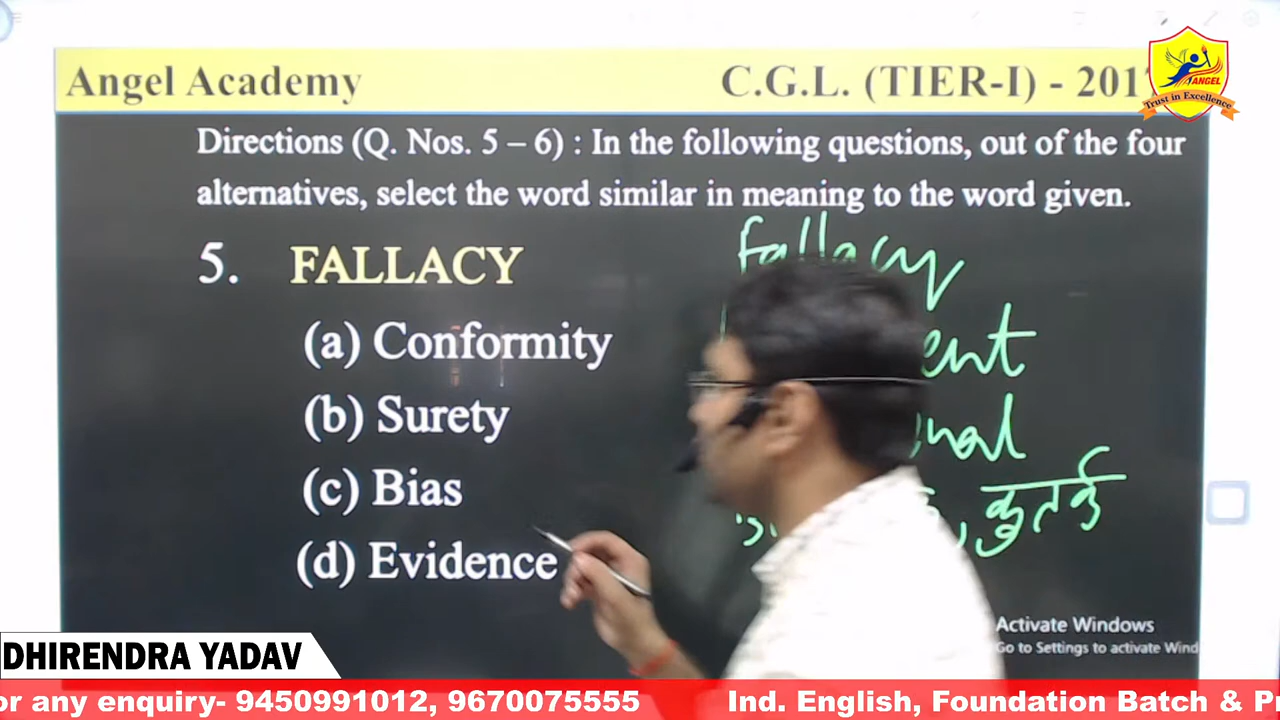 Angel Academy C.G.L. (TIER-I) - 201
ANGEL
Trust in Excellence
Directions (Q. Nos. 5 – 6) : In the following questions, out of the four
alternatives, select the word similar in meaning to the word given.
5. FALLACY
fallacy
(a) Conformity
(b) Surety
(c) Bias
(d) Evidence
, कुतर्क
Activate Windows
Go to Settings to activate Wind
DHIRENDRA YADAV
or any enquiry- 9450991012, 9670075555 Ind. English, Foundation Batch &